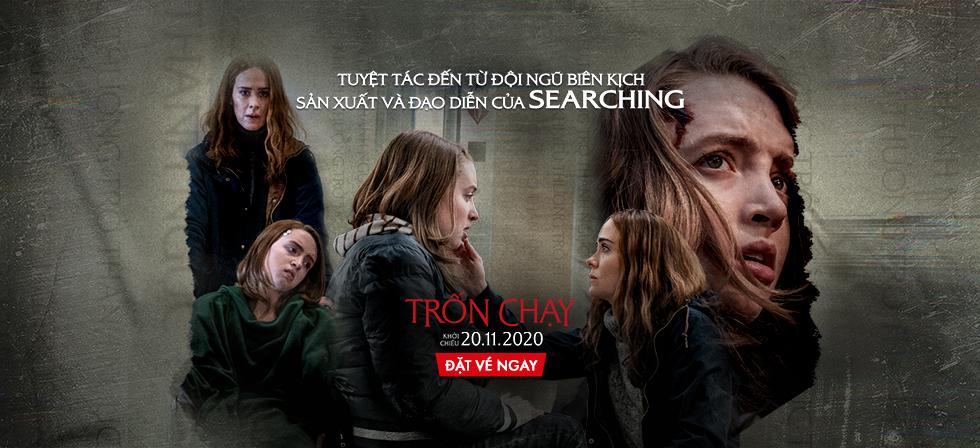 TUYỆT TÁC ĐẾN TỪ ĐỘI NGŨ BIÊN KỊCH
SẢN XUẤT VÀ ĐẠO DIỄN CỦA SEARCHING
TRỐN CHẠY
KHỞI
CHIẾU 20.11.2020
ĐẶT VÉ NGAY